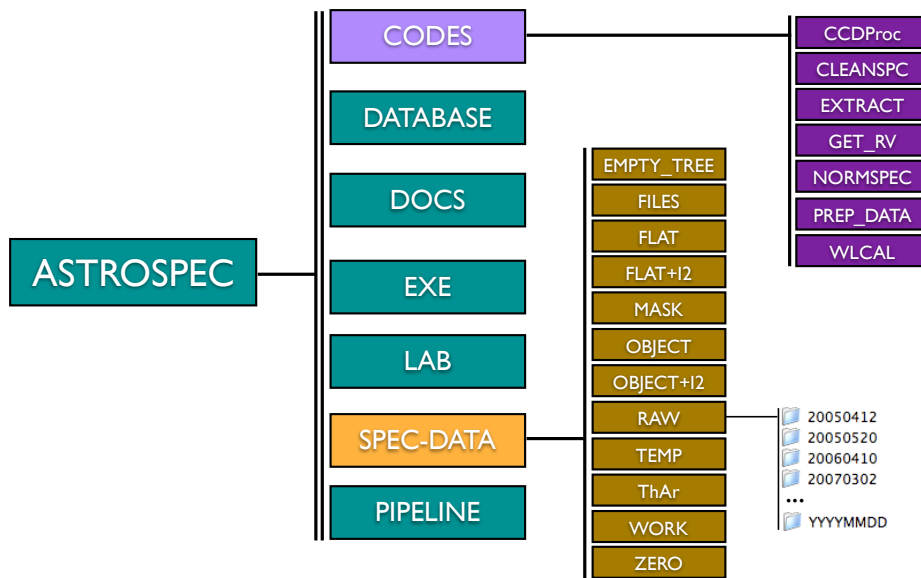 ASTROSPEC
CODES
DATABASE
DOCS
EXE
LAB
SPEC-DATA
PIPELINE
CCDProc
CLEANSPC
EXTRACT
GET_RV
NORMSPEC
PREP_DATA
WLCAL
EMPTY_TREE
FILES
FLAT
FLAT+I2
MASK
OBJECT
OBJECT+I2
RAW
TEMP
ThAr
WORK
ZERO
20050412
20050520
20060410
20070302
...
YYYYMMDD